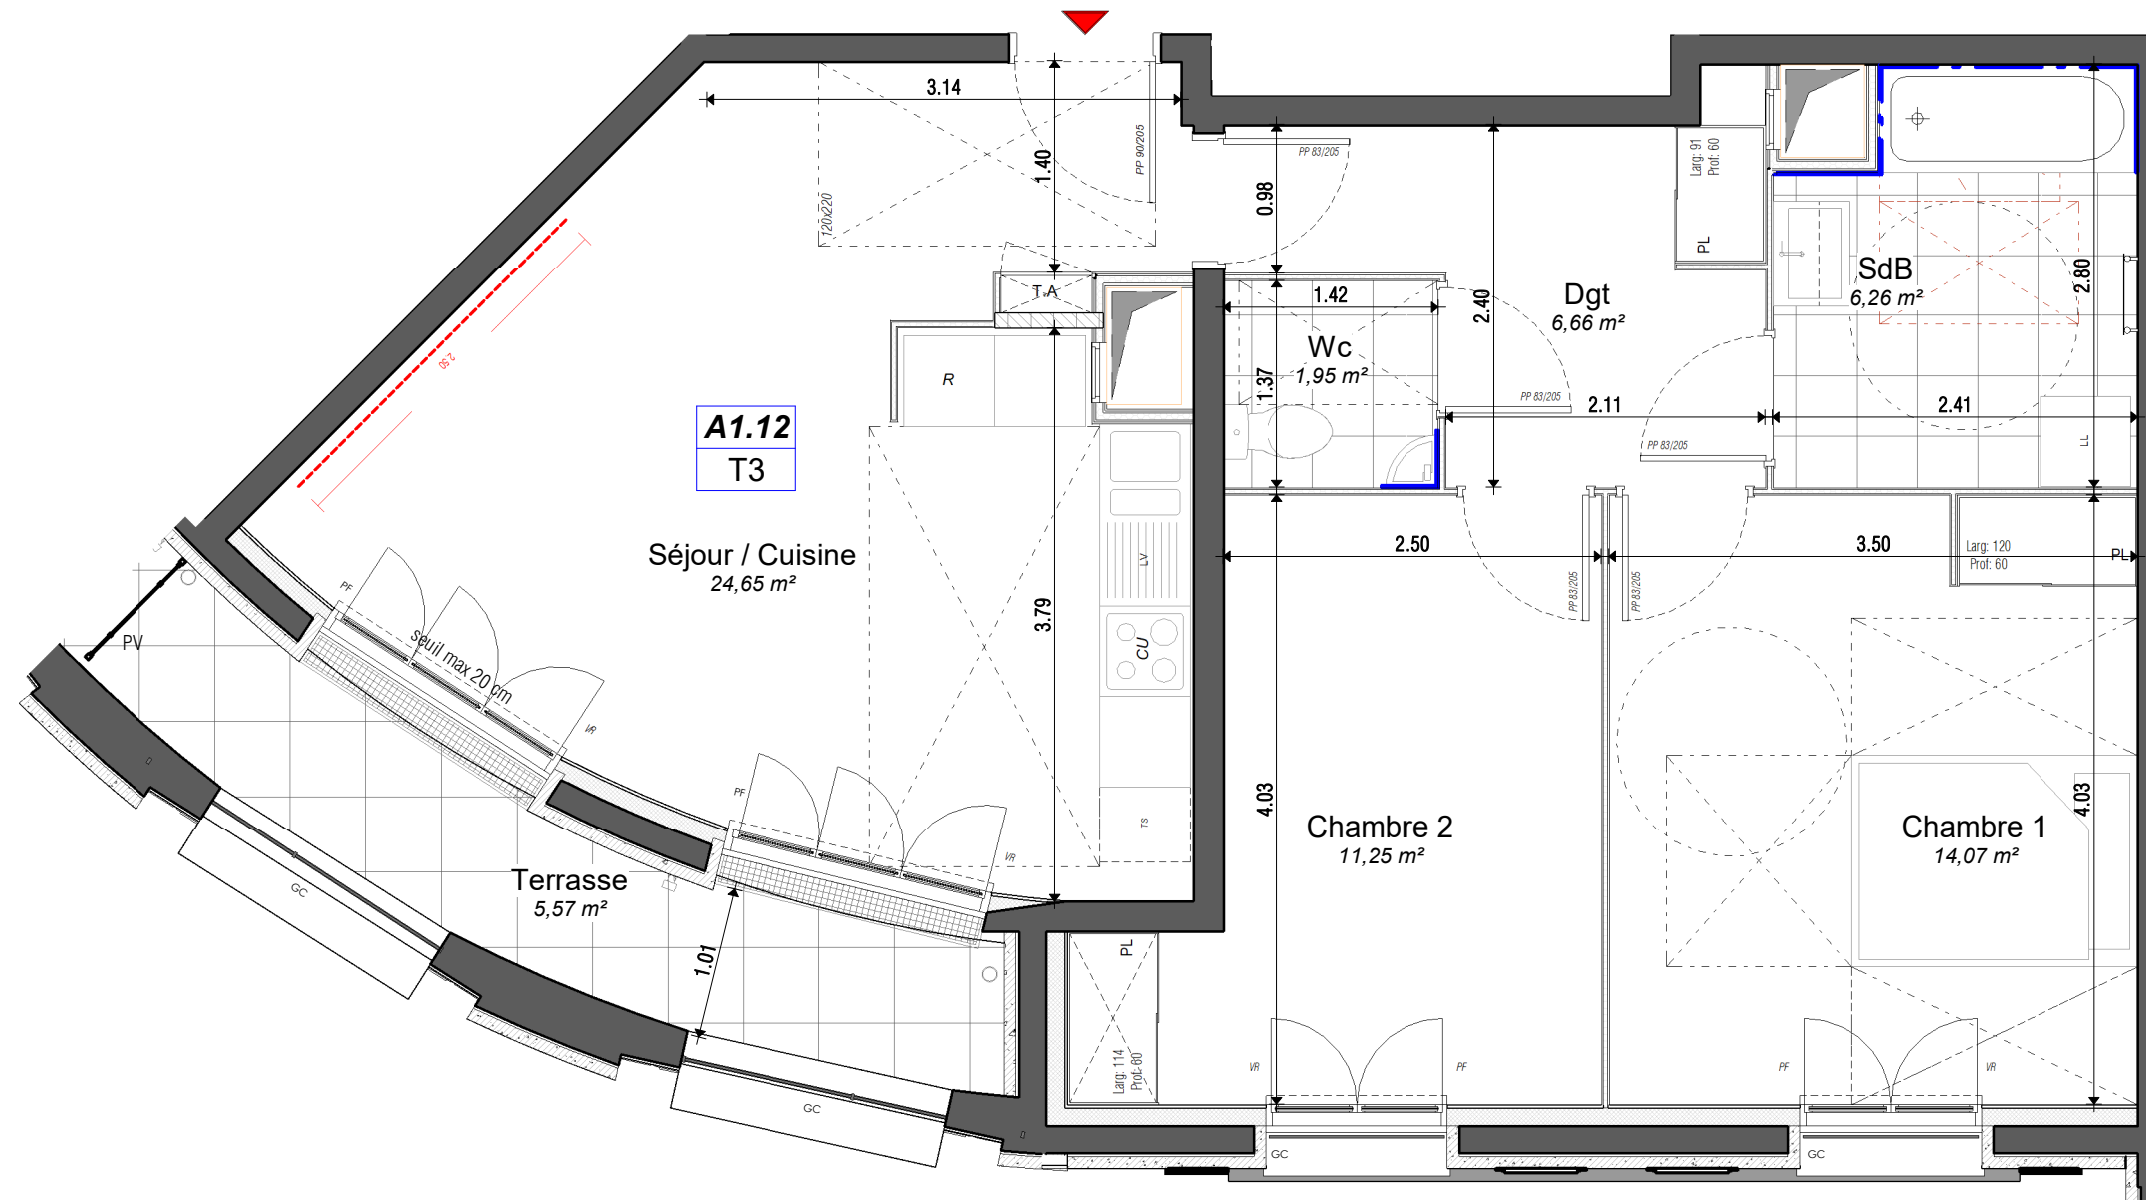 3.14
1.40
PP 90/205
120x220
0.98
PP 83/205
2.40
Larg: 91
Prof: 60
PL
SdB
6,26 m²
2.80
Dgt
6,66 m²
T.A
1.42
Wc
1,95 m²
1.37
2.50
R
A1.12
T3
PP 83/205
2.11
PP 83/205
2.41
LL
Séjour / Cuisine
24,65 m²
LV
3.79
CU
TS
2.50
PP 83/205
PP 83/205
3.50
Larg: 120
Prof: 60
PL
PF
seuil max 20 cm
VR
PV
PF
VR
4.03
Chambre 2
11,25 m²
Chambre 1
14,07 m²
4.03
Terrasse
5,57 m²
GC
1.01
PL
Larg: 114
Prof: 60
VR
PF
PF
VR
GC
GC
GC